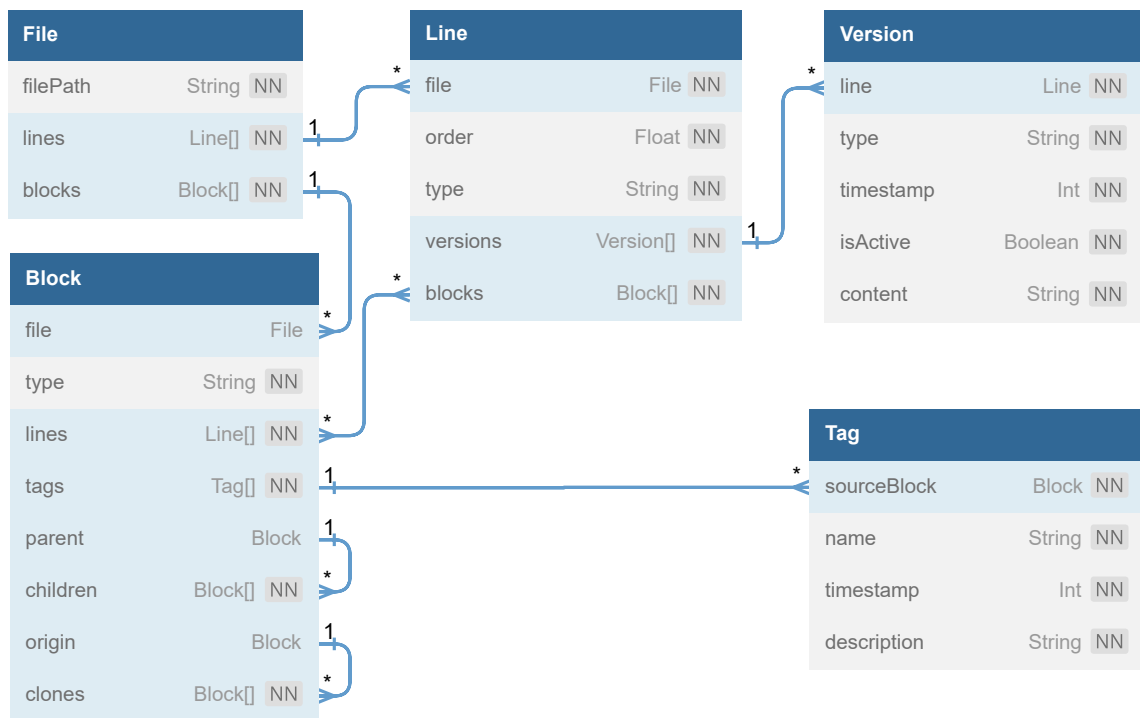 File
filePath String NN
lines Line[] NN 1
blocks Block[] NN 1
Line
* file File NN
order Float NN
type String NN
versions Version[] NN 1
* blocks Block[] NN
Version
* line Line NN
type String NN
timestamp Int NN
isActive Boolean NN
content String NN
Block
file File *
type String NN
lines Line[] NN *
tags Tag[] NN 1
parent Block 1
children Block[] NN *
origin Block 1
clones Block[] NN *
Tag
* sourceBlock Block NN
name String NN
timestamp Int NN
description String NN